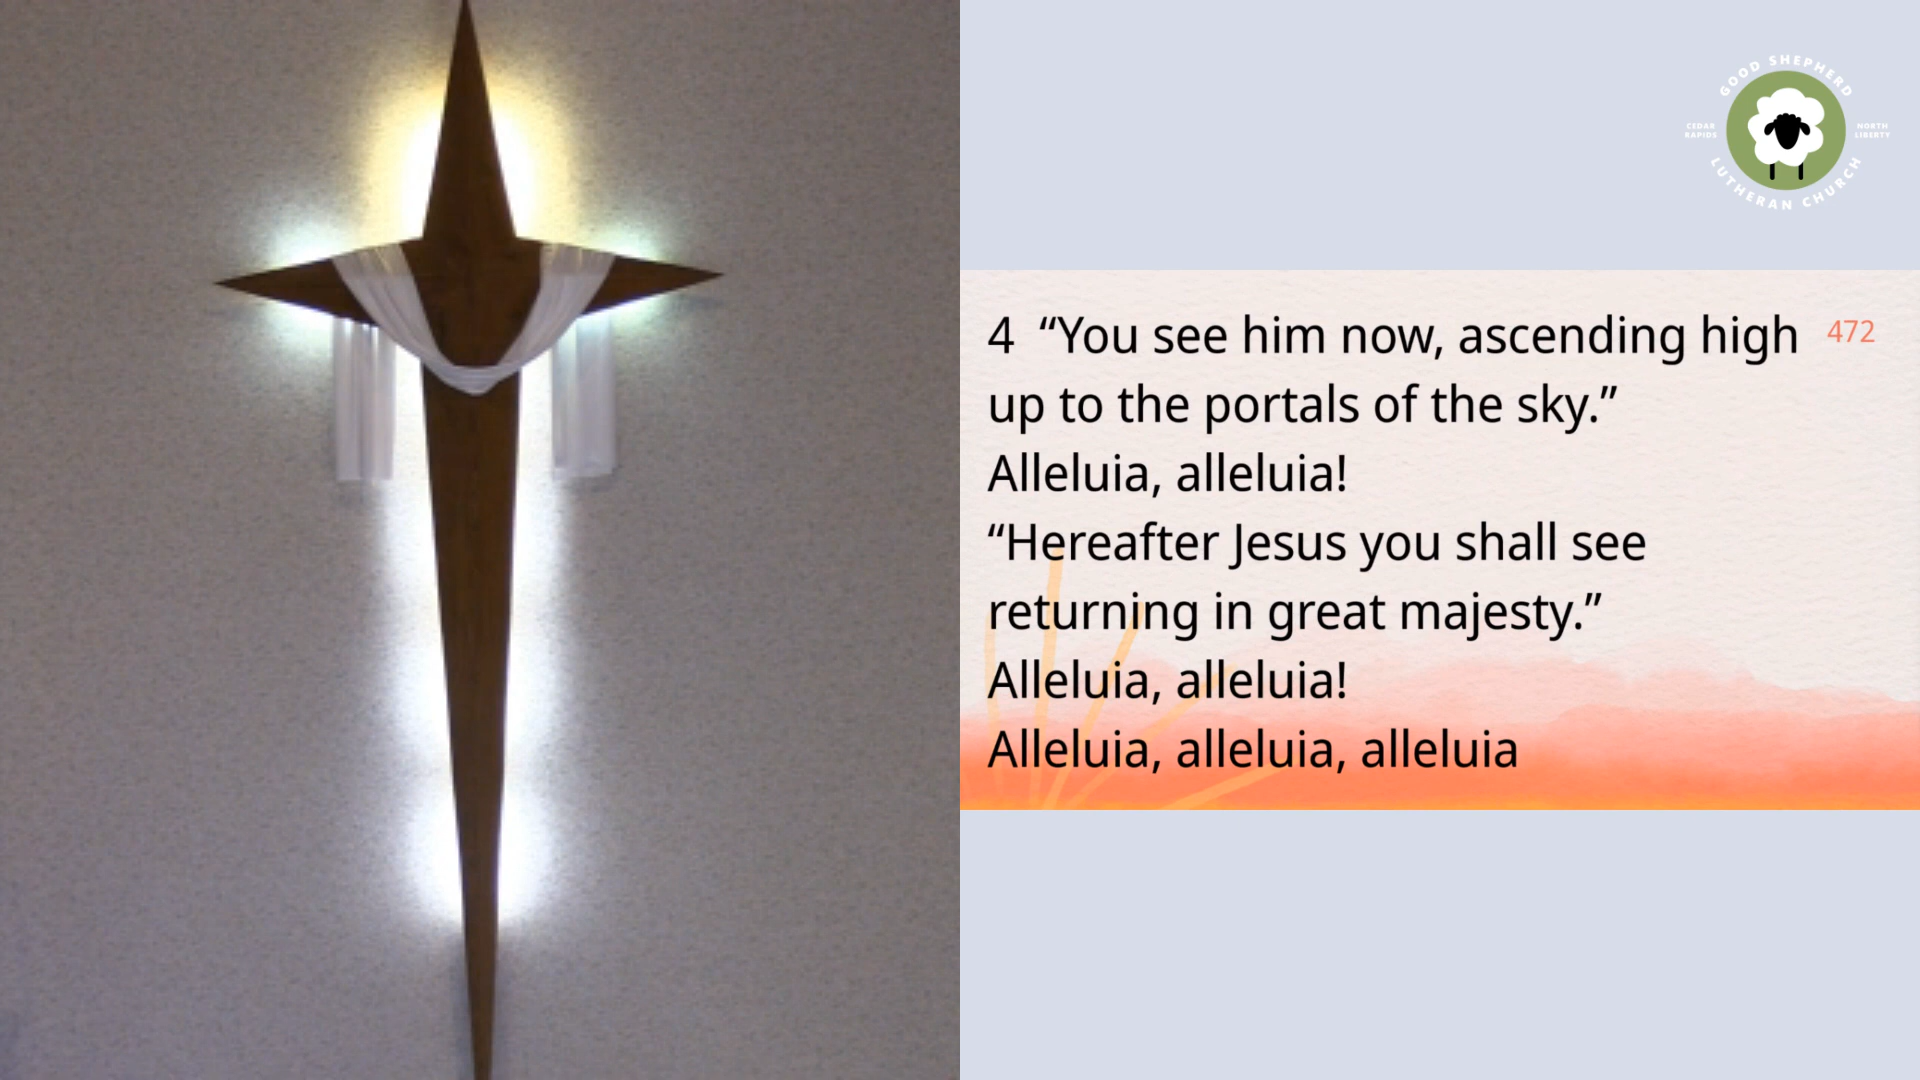 GOOD SHEPHERD
CEDAR RAPIDS
NORTH LIBERTY
LUTHERAN CHURCH
4 “You see him now, ascending high 472
up to the portals of the sky.”
Alleluia, alleluia!
“Hereafter Jesus you shall see
returning in great majesty.”
Alleluia, alleluia!
Alleluia, alleluia, alleluia